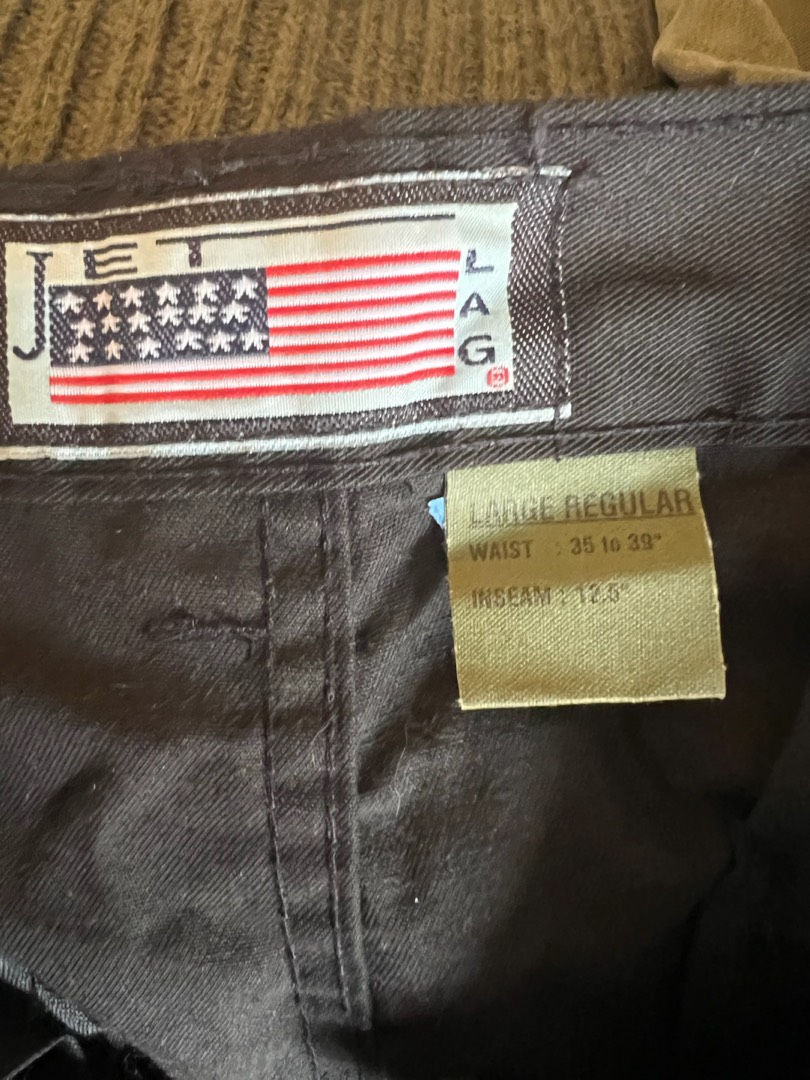 JET
LAG
LARGE REGULAR
WAIST : 35 to 39"
INSEAM : 12.5"